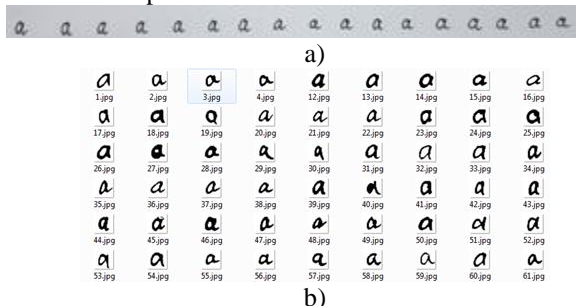 a a a a a a a a a a a a a a a a a
a)
a a a a a a a a a
1.jpg 2.jpg 3.jpg 4.jpg 12.jpg 13.jpg 14.jpg 15.jpg 16.jpg
a a a a a a a a a
17.jpg 18.jpg 19.jpg 20.jpg 21.jpg 22.jpg 23.jpg 24.jpg 25.jpg
a a a a a a a a a
26.jpg 27.jpg 28.jpg 29.jpg 30.jpg 31.jpg 32.jpg 33.jpg 34.jpg
a a a a a a a a a
35.jpg 36.jpg 37.jpg 38.jpg 39.jpg 40.jpg 41.jpg 42.jpg 43.jpg
a a a a a a a a a
44.jpg 45.jpg 46.jpg 47.jpg 48.jpg 49.jpg 50.jpg 51.jpg 52.jpg
a a a a a a a a a
53.jpg 54.jpg 55.jpg 56.jpg 57.jpg 58.jpg 59.jpg 60.jpg 61.jpg
b)